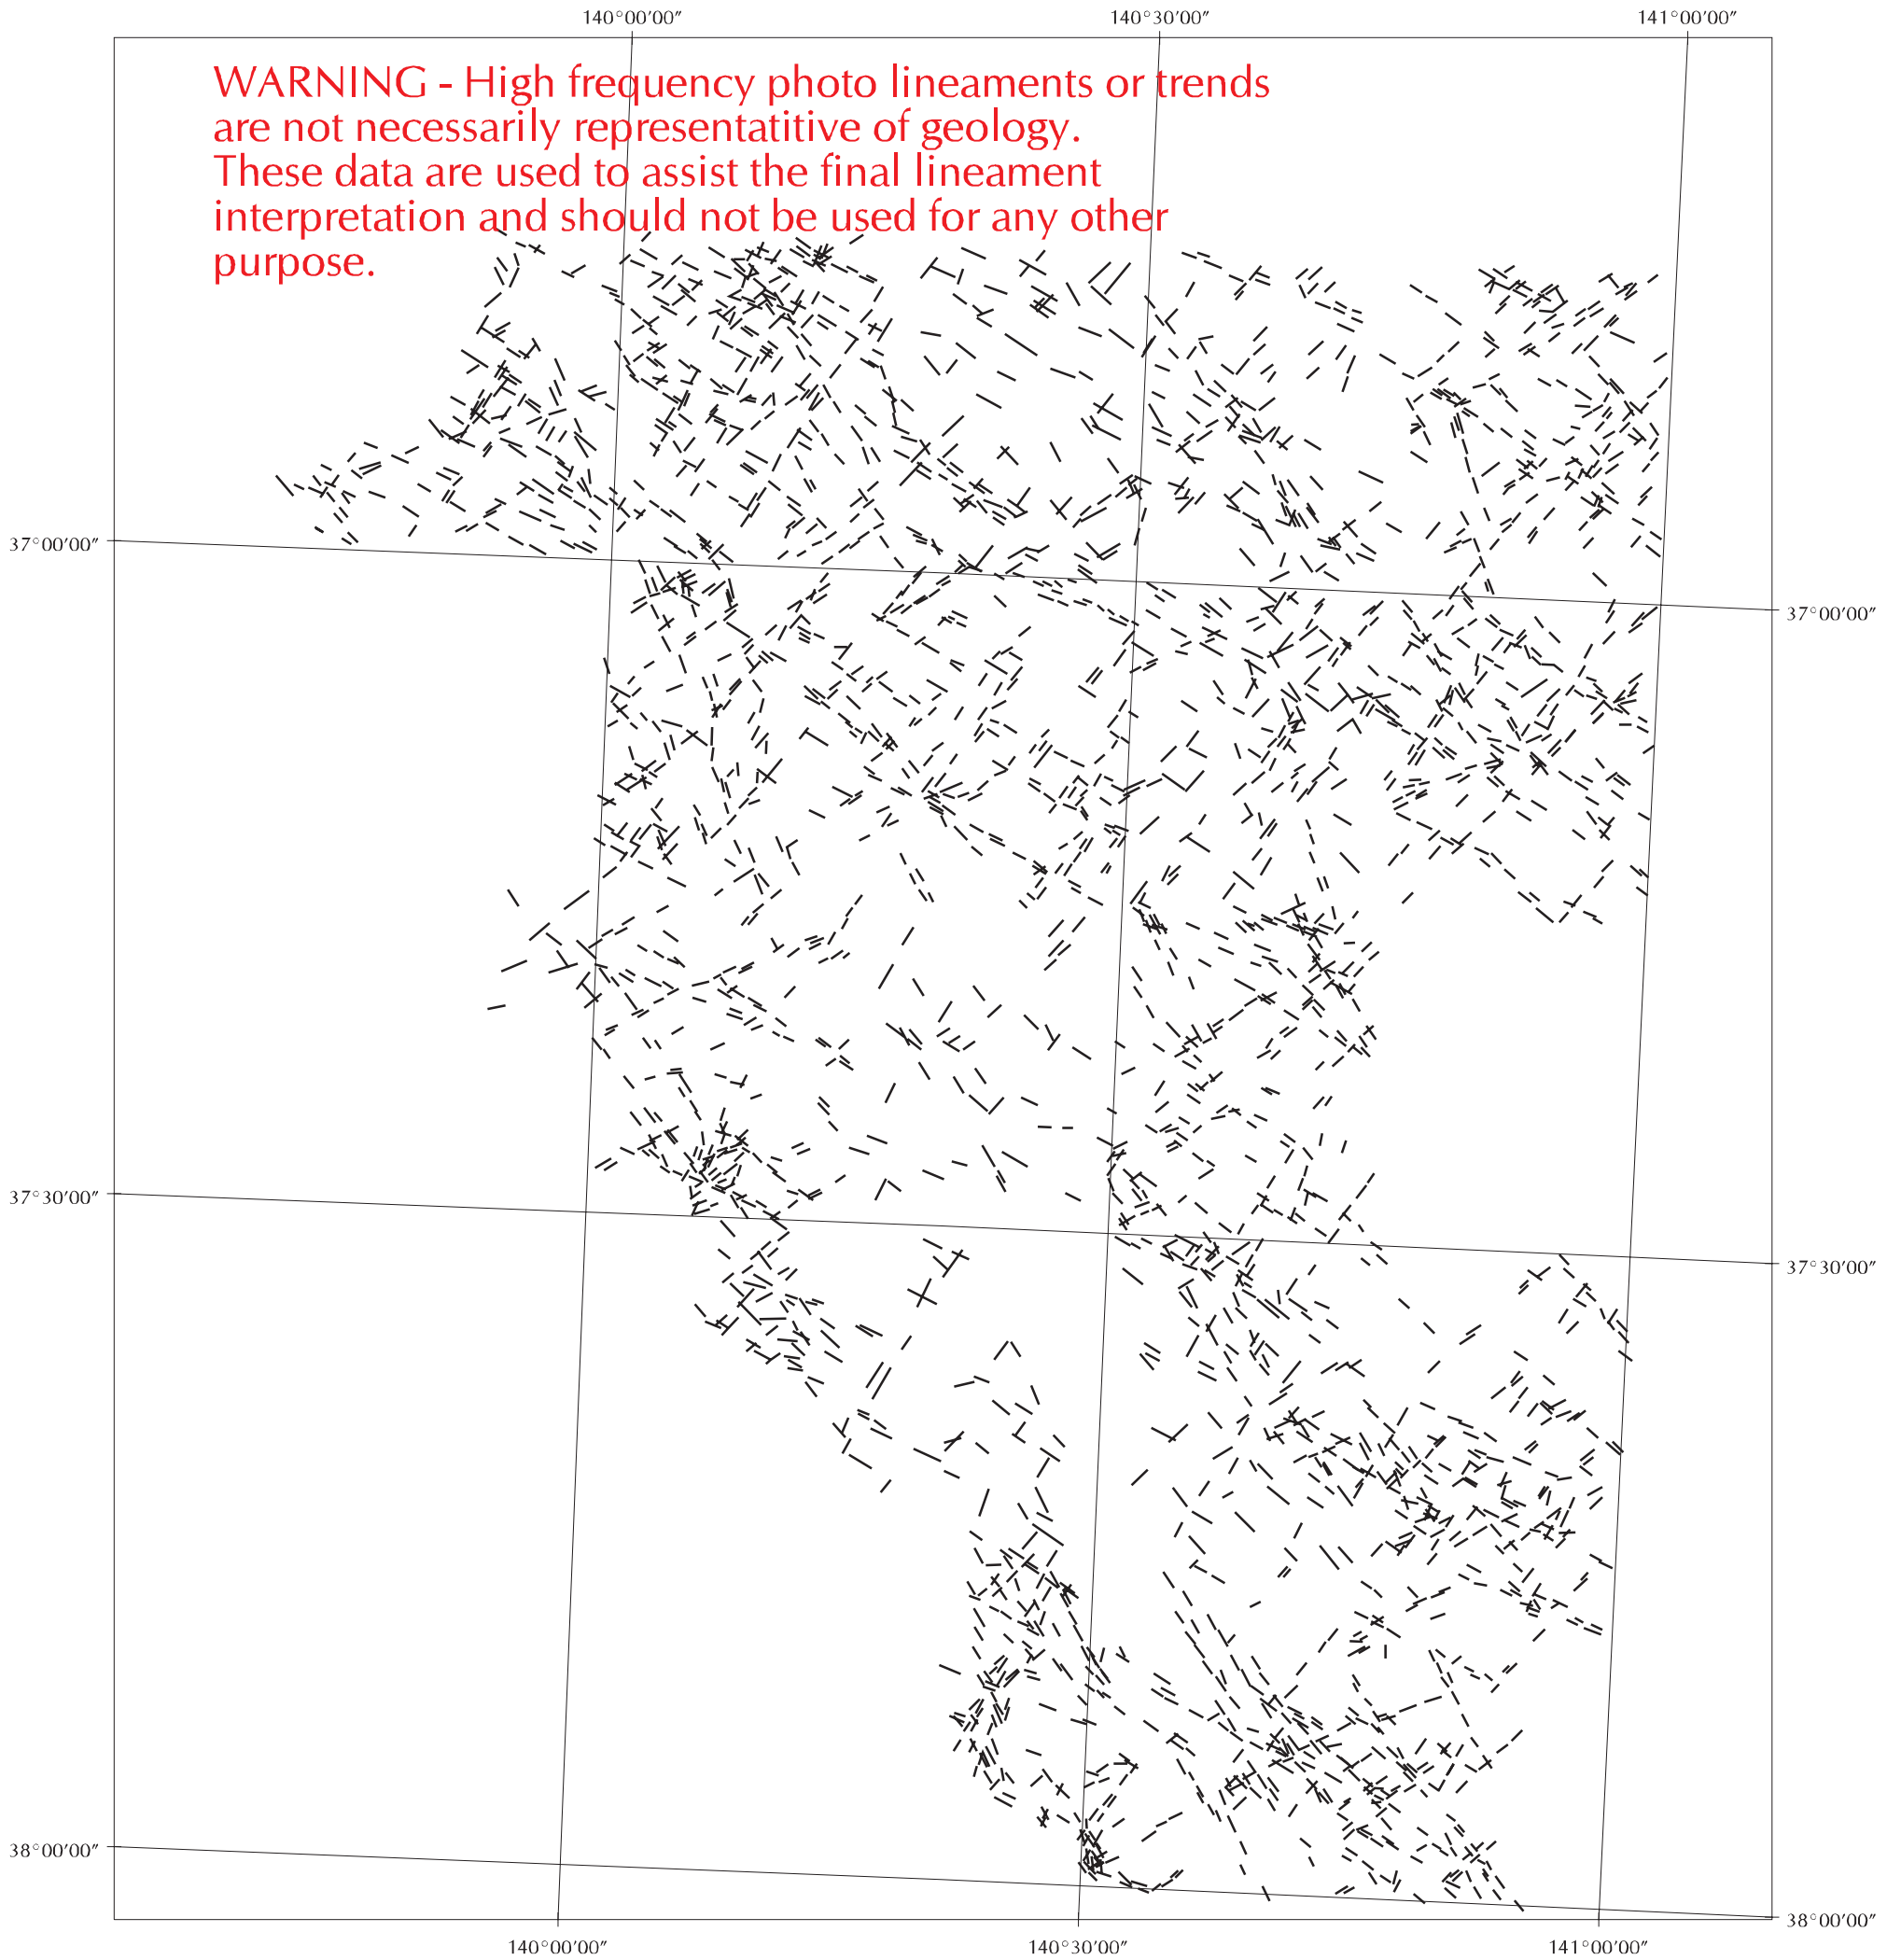 140°00'00" 140°30'00" 141°00'00"
WARNING - High frequency photo lineaments or trends
are not necessarily representatitive of geology.
These data are used to assist the final lineament
interpretation and should not be used for any other
purpose.
37°00'00"
37°00'00"
37°30'00"
37°30'00"
38°00'00"
38°00'00"
140°00'00" 140°30'00" 141°00'00"